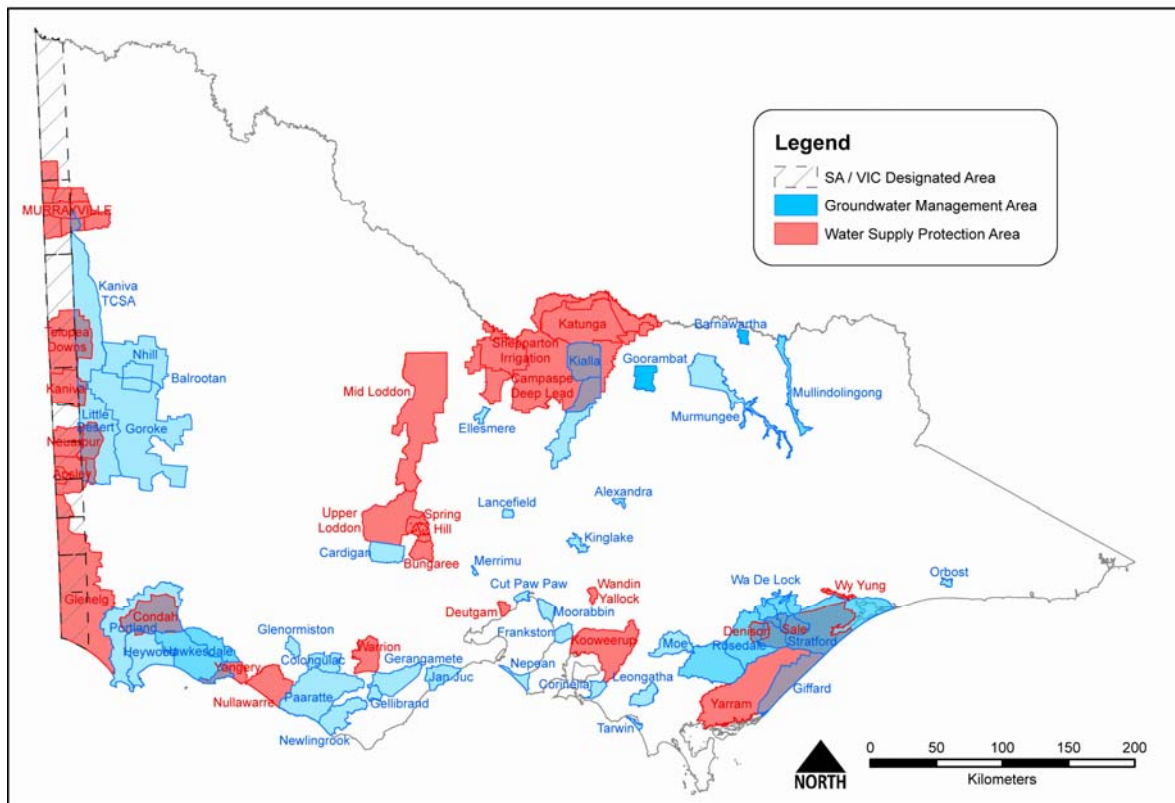 Legend
SA / VIC Designated Area
Groundwater Management Area
Water Supply Protection Area
MURRAYVILLE
Kaniva
TCSA
Telopea
Downs
Nhill
Balrootan
Kaniva
Little
Desert
Goroke
Neuarpur
Apsley
Katunga
Shepparton
Irrigation
Kialla
Campaspe
Deep Lead
Mid Loddon
Ellesmere
Goorambat
Barnawartha
Murmungee
Mullindolingong
Upper
Loddon
Spring
Hill
Cardigan
Bungaree
Lancefield
Alexandra
Kinglake
Merrimu
Cut Paw Paw
Wandin
Yallock
Deutgam
Moorabbin
Wa De Lock
Wy Yung
Orbost
Glenelg
Condah
Portland
Heywood
Hawkesdale
Yangery
Nullawarre
Glenormiston
Colongulac
Warrion
Gerangamete
Jan Juc
Paaratte
Gellibrand
Newlingrook
Frankston
Kooweerup
Nepean
Corinella
Leongatha
Tarwin
Moe
Denison
Sale
Rosedale
Stratford
Giffard
Yarram
NORTH
0 50 100 150 200
Kilometers